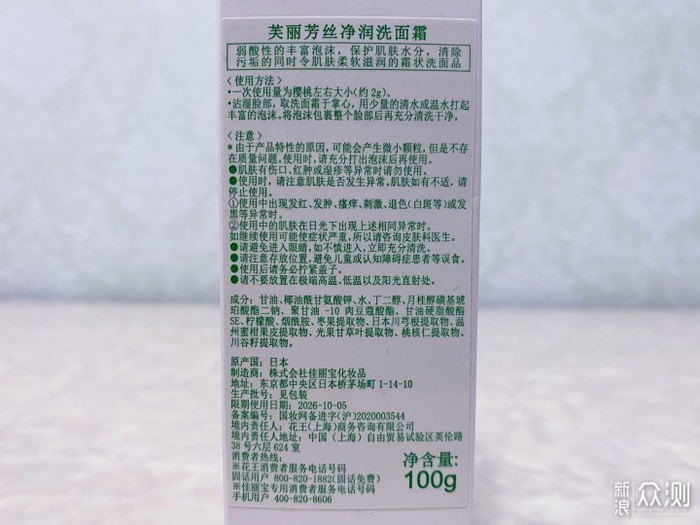 芙丽芳丝净润洗面霜
弱酸性的丰富泡沫，保护肌肤水分，清除
污垢的同时令肌肤柔软滋润的霜状洗面品
〈使用方法〉
·一次使用量为樱桃左右大小(约2g)。
·沾湿脸部，取洗面霜于掌心，用少量的清水或温水打起
丰富的泡沫。将泡沫包裹整个脸部后再充分清洗干净。
〈注意〉
*由于产品特性的原因，可能会产生微小颗粒，但是不存
在质量问题。使用时，请充分打出泡沫后再使用。
●肌肤有伤口、红肿或湿疹等异常时请勿使用。
●使用时，请注意肌肤是否发生异常。肌肤如有不适，请
停止使用。
①使用中出现发红、发肿、瘙痒、刺激、退色(白斑等)或发
黑等异常时。
②使用中的肌肤在日光下出现上述相同异常时。
如继续使用可能使症状严重，所以请咨询皮肤科医生。
●请避免进入眼睛，如不慎进入，立即充分清洗。
●请注意存放位置，避免儿童或认知障碍症患者等误食。
●使用后请务必拧紧盖子。
●请不要放置在极端高温、低温以及阳光直射处。
成分：甘油、椰油酰甘氨酸钾、水、丁二醇、月桂醇磺基琥
珀酸酯二钠、聚甘油-10肉豆蔻酸酯、甘油硬脂酸酯
SE、柠檬酸、烟酰胺、枣果提取物、日本川芎根提取物、温
州蜜柑果皮提取物、光果甘草叶提取物、桃核仁提取物、
川谷籽提取物。
原产国：日本
制造商：株式会社佳丽宝化妆品
地址：东京都中央区日本桥茅场町1-14-10
生产批号：见包装
限期使用日期：2026-10-05
备案编号：国妆网备进字(沪)2020003544
境内责任人：花王(上海)商务咨询有限公司
境内责任人地址：中国（上海）自由贸易试验区英伦路
38号六层624室
消费者热线：
※花王消费者服务电话号码
固话用户 800-820-1882(固话免费)
※佳丽宝专用消费者服务电话号码
手机用户 400-820-8606
净含量：
100g
新浪众测